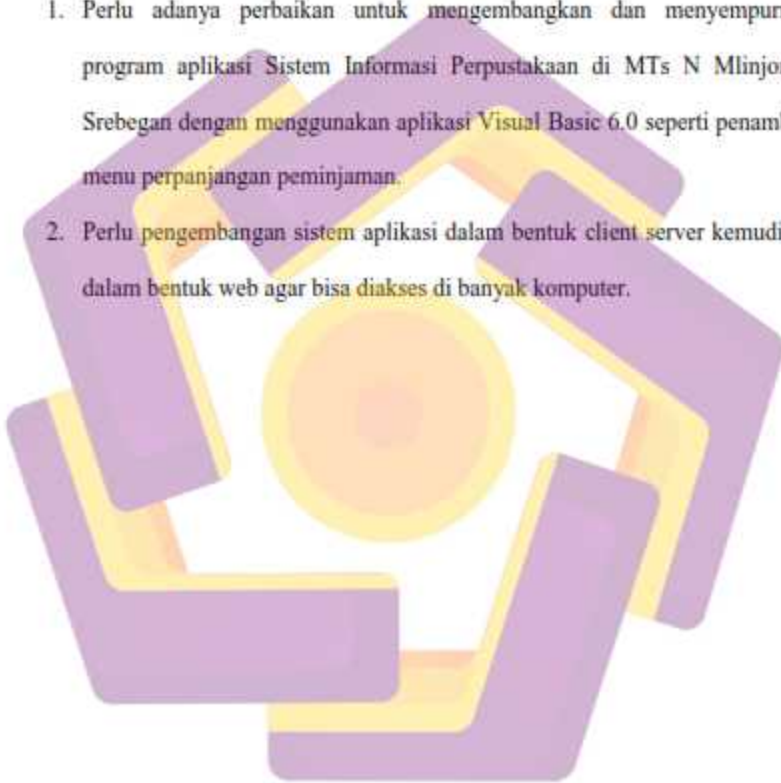 1. Perlu adanya perbaikan untuk mengembangkan dan
program aplikasi Sistem Informasi Perpustakaan di MTs N
Srebegan dengan menggunakan aplikasi Visual Basic 6.0 seperti
menu perpanjangan peminjaman.
2. Perlu pengembangan sistem aplikasi dalam bentuk client server
dalam bentuk web agar bisa diakses di banyak komputer.